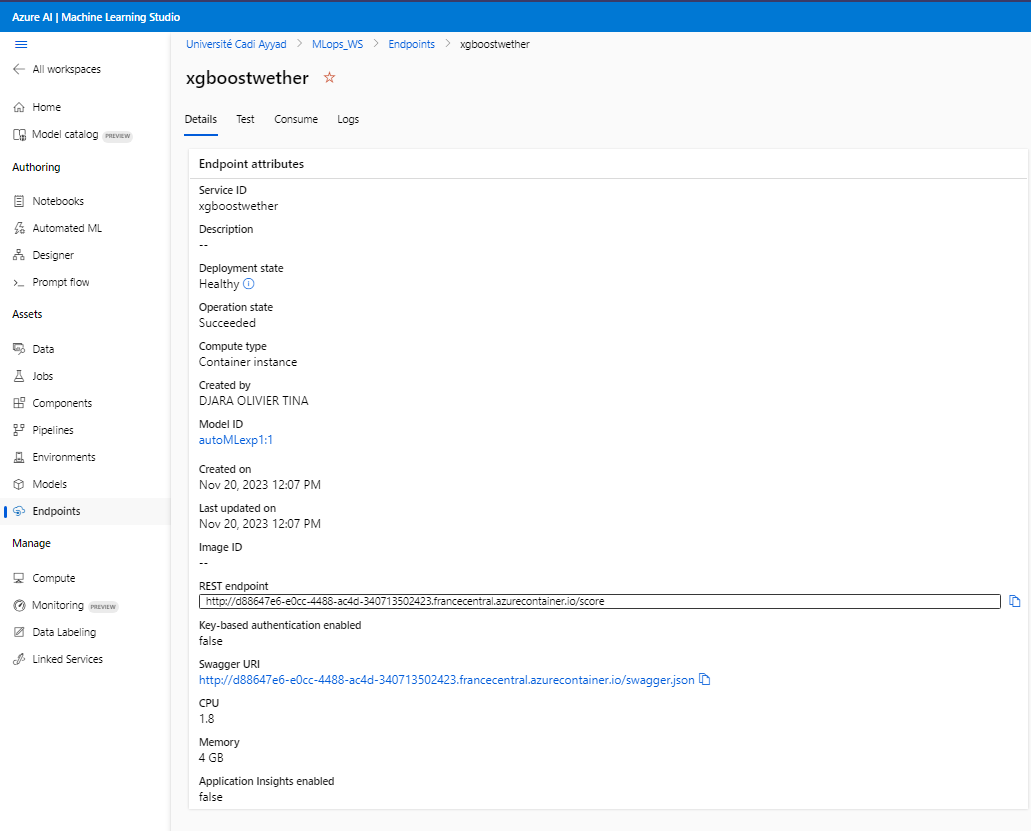 Azure AI | Machine Learning Studio
All workspaces
Home
Model catalog PREVIEW
Authoring
Notebooks
Automated ML
Designer
Prompt flow
Assets
Data
Jobs
Components
Pipelines
Environments
Models
Endpoints
Manage
Compute
Monitoring PREVIEW
Data Labeling
Linked Services
Université Cadi Ayyad > MLops_WS > Endpoints > xgboostwether
xgboostwether
Details Test Consume Logs
Endpoint attributes
Service ID
xgboostwether
Description
--
Deployment state
Healthy
Operation state
Succeeded
Compute type
Container instance
Created by
DJARA OLIVIER TINA
Model ID
autoMLexp1:1
Created on
Nov 20, 2023 12:07 PM
Last updated on
Nov 20, 2023 12:07 PM
Image ID
--
REST endpoint
http://d88647e6-e0cc-4488-ac4d-340713502423.francecentral.azurecontainer.io/score
Key-based authentication enabled
false
Swagger URI
http://d88647e6-e0cc-4488-ac4d-340713502423.francecentral.azurecontainer.io/swagger.json
CPU
1.8
Memory
4 GB
Application Insights enabled
false